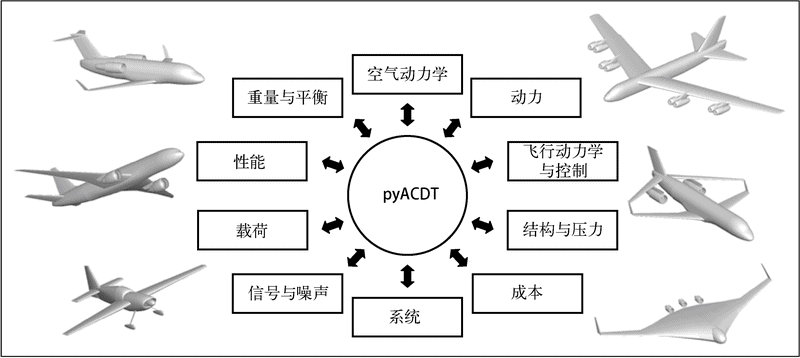 空气动力学
重量与平衡
动力
性能
飞行动力学
与控制
pyACDT
载荷
结构与压力
信号与噪声
成本
系统